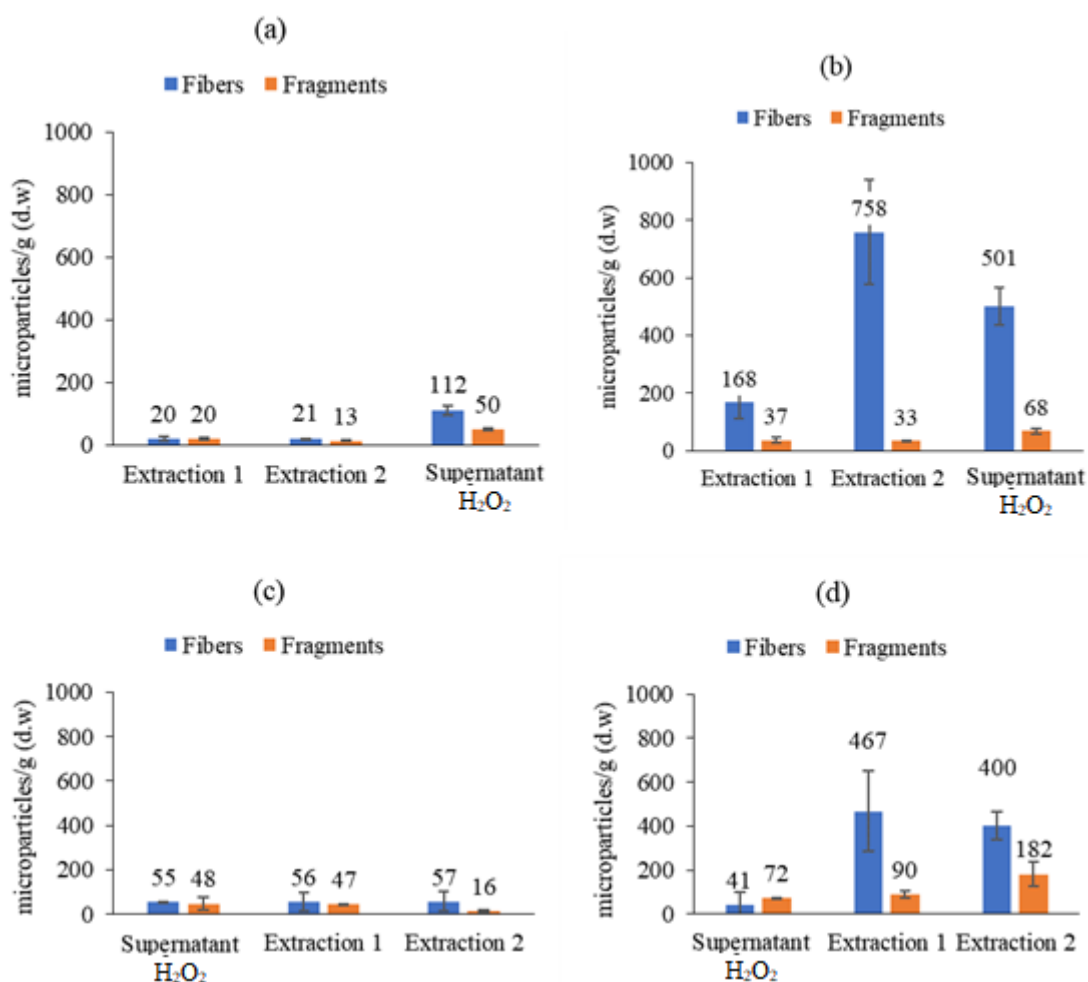 (a)
Fibers Fragments
microparticles/g (d.w)
1000
800
600
400
200
0
20 20 21 13 112 50
Extraction 1 Extraction 2 Supernatant
H₂O₂
(b)
Fibers Fragments
microparticles/g (d.w)
1000
800
600
400
200
0
168 37 758 33 501 68
Extraction 1 Extraction 2 Supernatant
H₂O₂
(c)
Fibers Fragments
microparticles/g (d.w)
1000
800
600
400
200
0
55 48 56 47 57 16
Supernatant Extraction 1 Extraction 2
H₂O₂
(d)
Fibers Fragments
microparticles/g (d.w)
1000
800
600
400
200
0
41 72 467 90 400 182
Supernatant Extraction 1 Extraction 2
H₂O₂